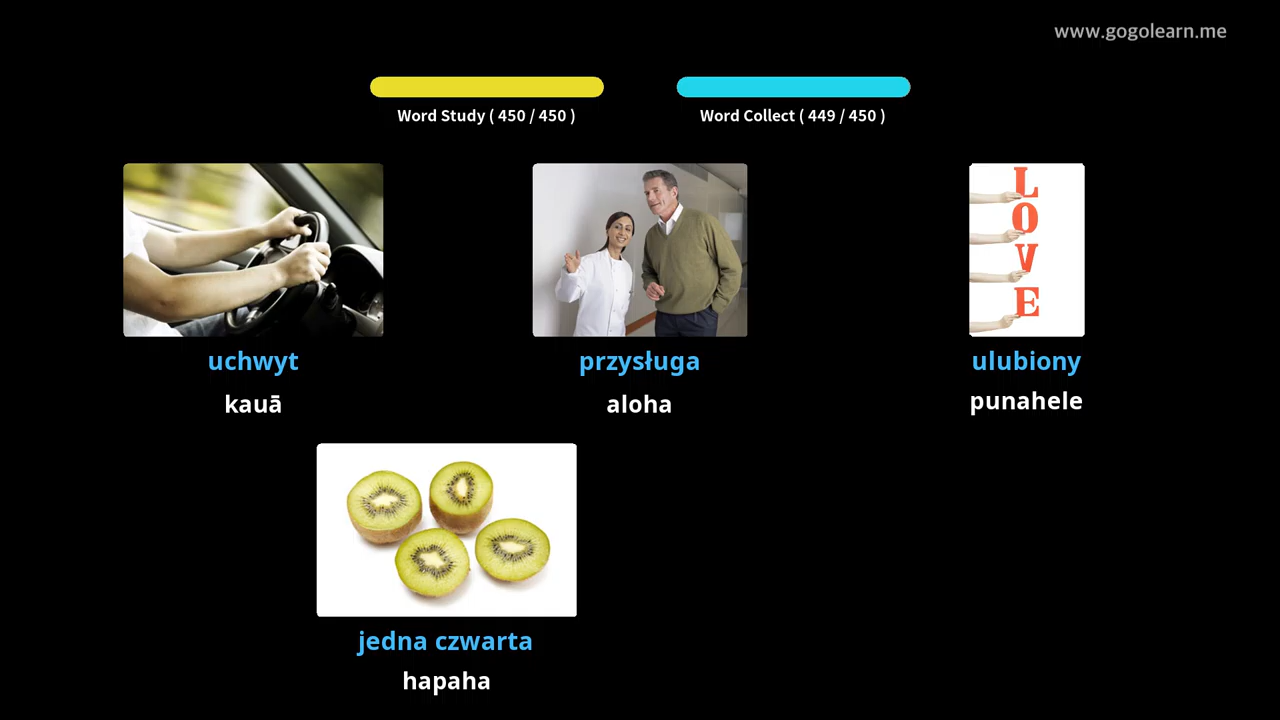 www.gogolearn.me
Word Study ( 450 / 450 )
Word Collect ( 449 / 450 )
L
O
V
E
uchwyt
przysługa
ulubiony
kauā
aloha
punahele
jedna czwarta
hapaha